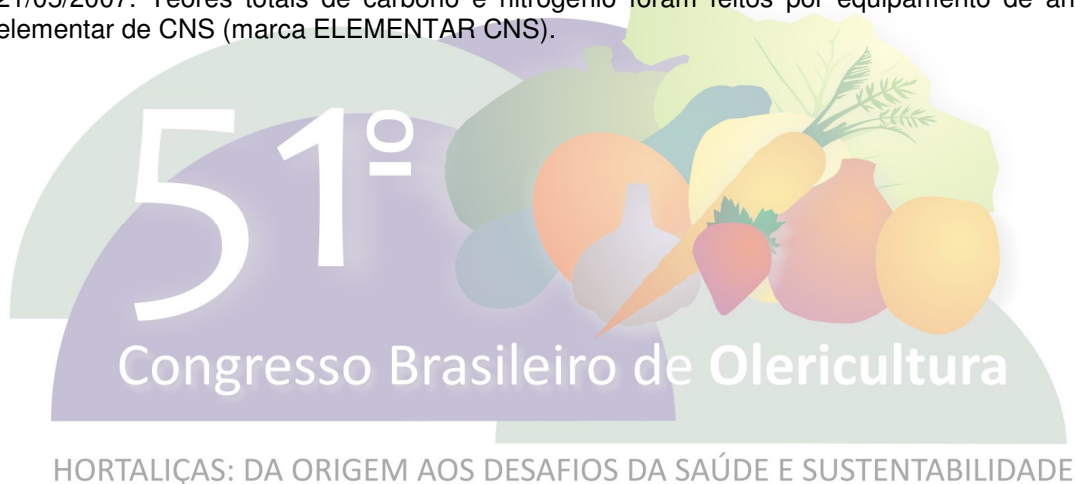 21/05/2007. Teores totais de carbono e nitrogênio foram feitos por equipamento de
elementar de CNS (marca ELEMENTAR CNS).
51º
Congresso Brasileiro de Olericultura
HORTALIÇAS: DA ORIGEM AOS DESAFIOS DA SAÚDE E SUSTENTABILIDADE